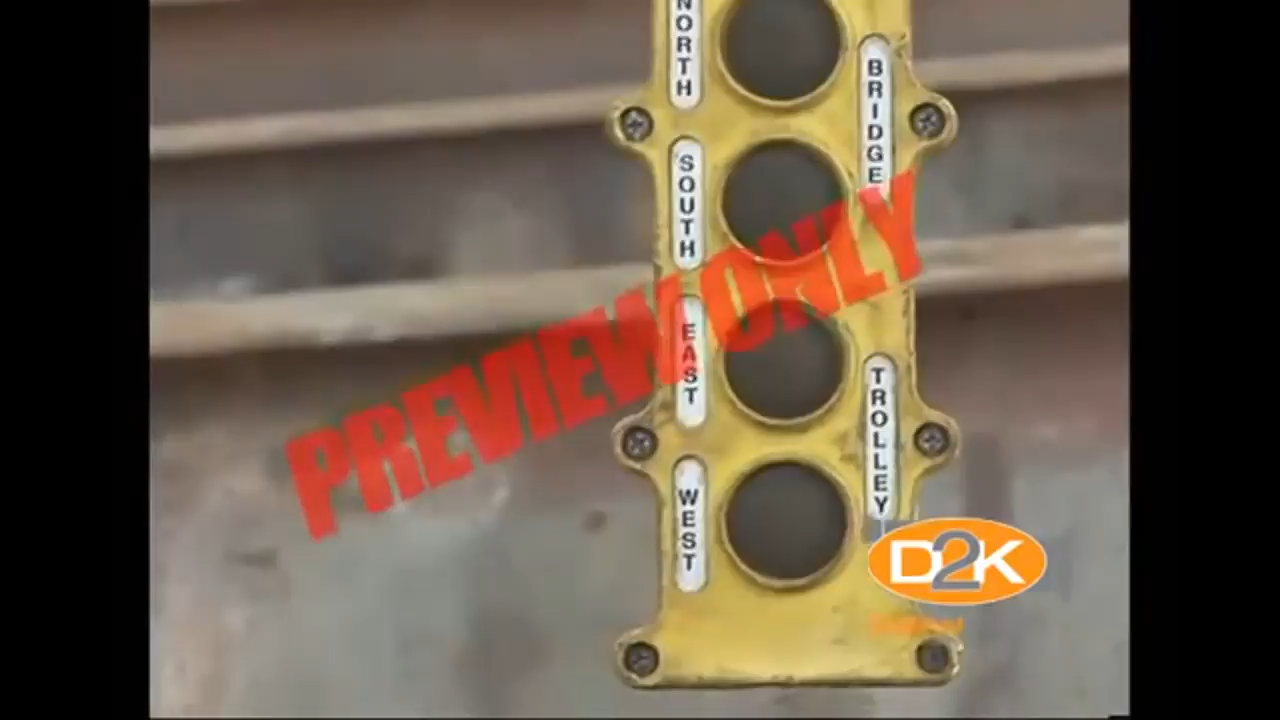 NORTH
BRIDGE
SOUTH
EAST
TROLLEY
WEST
PREVIEW ONLY
D2K